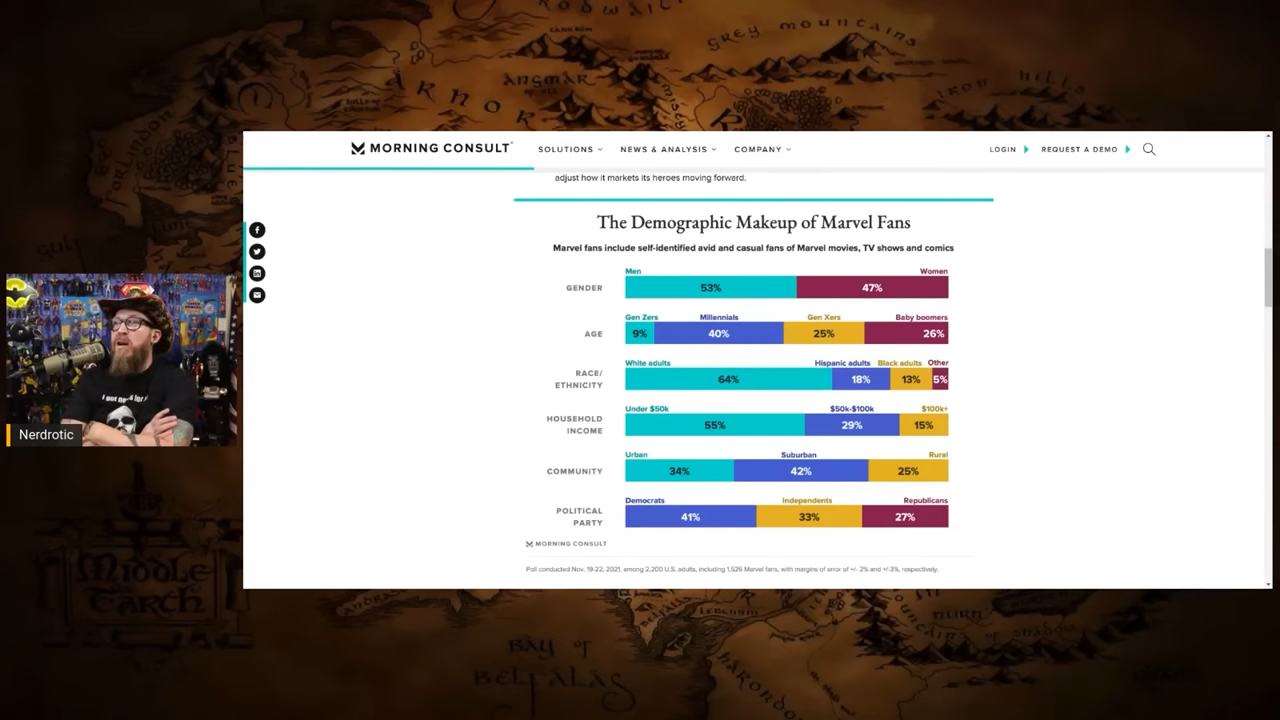 GREY MOUNTAINS
ANGMAR
IRON HILLS
MORNING CONSULT
SOLUTIONS
NEWS & ANALYSIS
COMPANY
LOGIN
REQUEST A DEMO
adjust how it markets its heroes moving forward.
The Demographic Makeup of Marvel Fans
Marvel fans include self-identified avid and casual fans of Marvel movies, TV shows and comics
Men Women
GENDER 53% 47%
Gen Zers Millennials Gen Xers Baby boomers
AGE 9% 40% 25% 26%
White adults Hispanic adults Black adults Other
RACE/
ETHNICITY 64% 18% 13% 5%
Under $50k $50k-$100k $100k+
HOUSEHOLD
INCOME 55% 29% 15%
Urban Suburban Rural
COMMUNITY 34% 42% 25%
Democrats Independents Republicans
POLITICAL
PARTY 41% 33% 27%
MORNING CONSULT
Poll conducted Nov. 19-22, 2021, among 2,200 U.S. adults, including 1,526 Marvel fans, with margins of error of +/- 2% and +/-3%, respectively.
Nerdrotic
MIDDLE
EARTH
BAY OF
BELFALAS